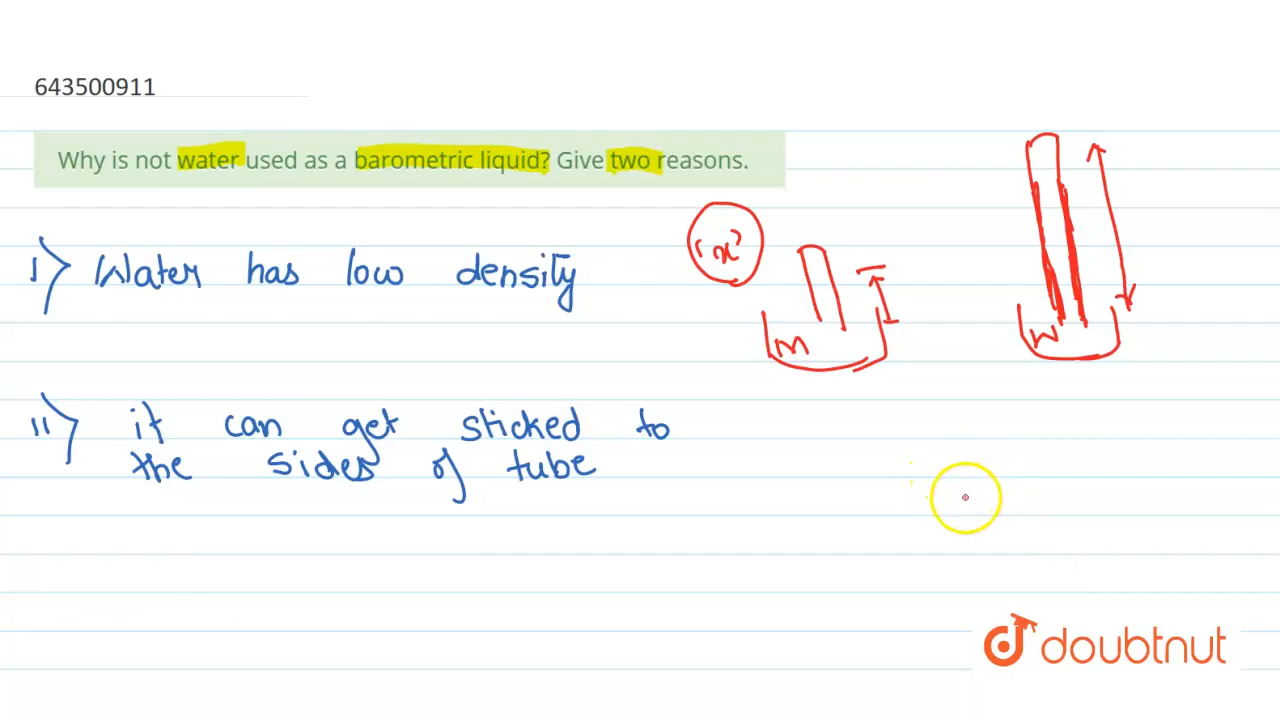 643500911
Why is not water used as a barometric liquid? Give two reasons.
I) Water has low density
'x'
M
W
II) it can get sticked to
the sides of tube
doubtnut